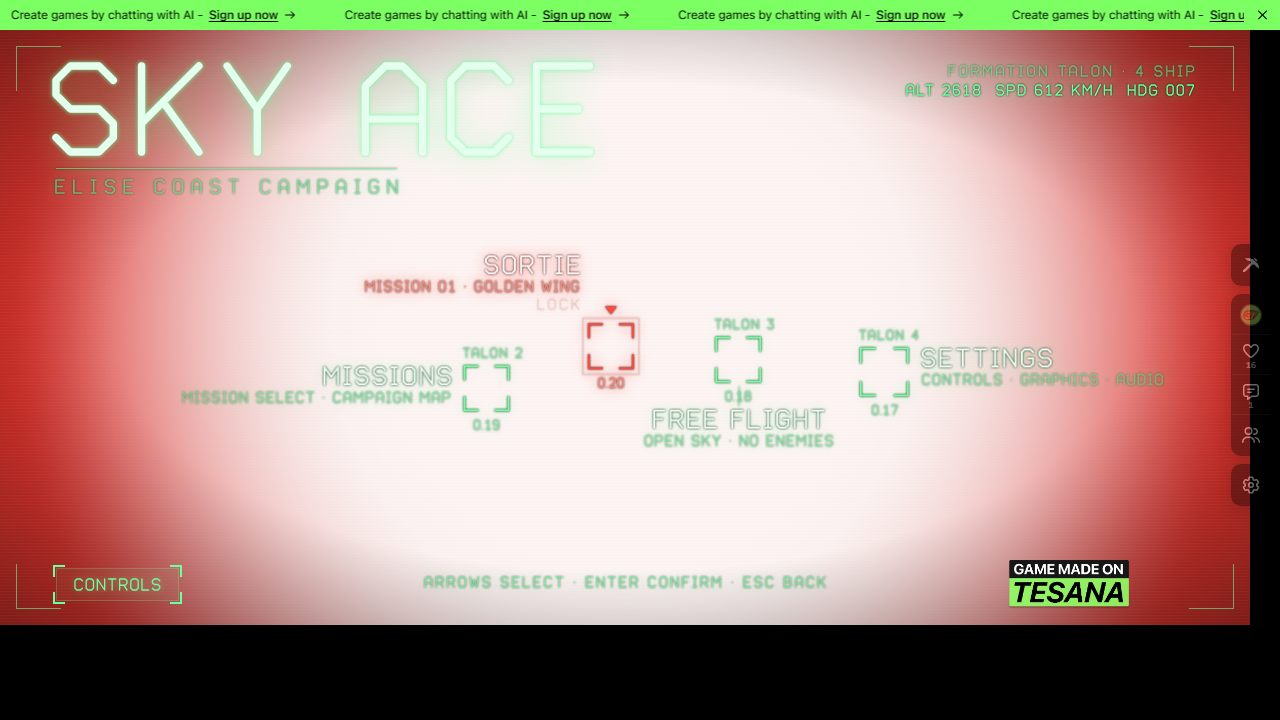 Create games by chatting with AI - Sign up now → Create games by chatting with AI - Sign up now → Create games by chatting with AI - Sign up now → Create games by chatting with AI - Sign u
SKY ACE
ELISE COAST CAMPAIGN
FORMATION TALON · 4 SHIP
ALT 2618 SPD 612 KM/H HDG 007
SORTIE
MISSION 01 · GOLDEN WING
LOCK
0.20
TALON 2
MISSIONS
MISSION SELECT · CAMPAIGN MAP
0.19
TALON 3
0.18
FREE FLIGHT
OPEN SKY · NO ENEMIES
TALON 4
SETTINGS
CONTROLS · GRAPHICS · AUDIO
0.17
16
1
CONTROLS
ARROWS SELECT · ENTER CONFIRM · ESC BACK
GAME MADE ON
TESANA